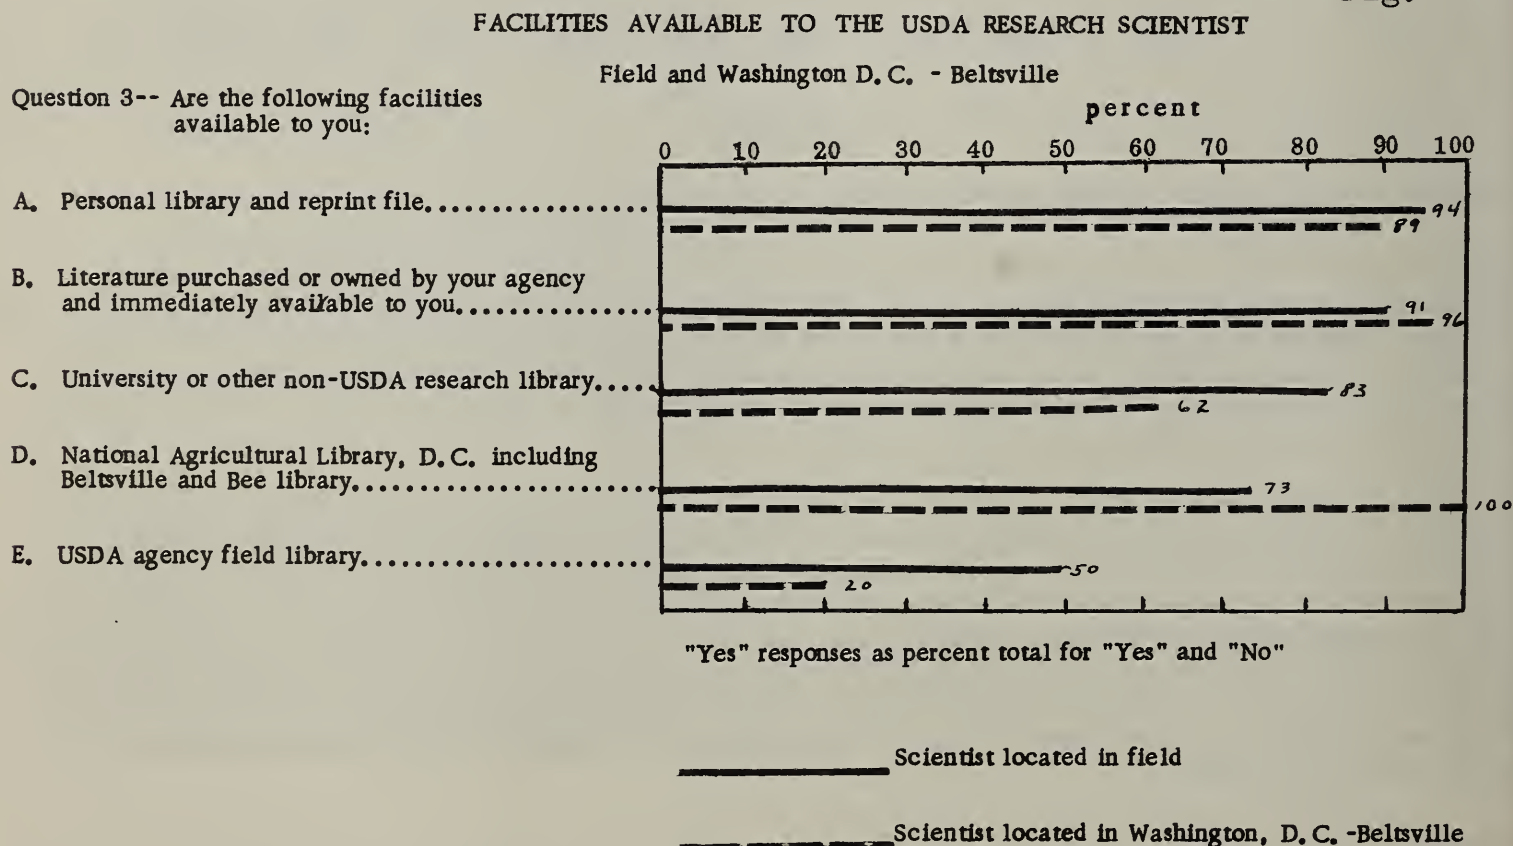 FACILITIES AVAILABLE TO THE USDA RESEARCH SCIENTIST
Field and Washington D. C. - Beltsville
Question 3-- Are the following facilities
available to you:
percent
0 10 20 30 40 50 60 70 80 90 100
A. Personal library and reprint file.................
94
89
B. Literature purchased or owned by your agency
and immediately available to you...............
91
96
C. University or other non-USDA research library.....
83
62
D. National Agricultural Library, D. C. including
Beltsville and Bee library.......................
73
100
E. USDA agency field library......................
50
20
"Yes" responses as percent total for "Yes" and "No"
Scientist located in field
Scientist located in Washington, D. C. -Beltsville